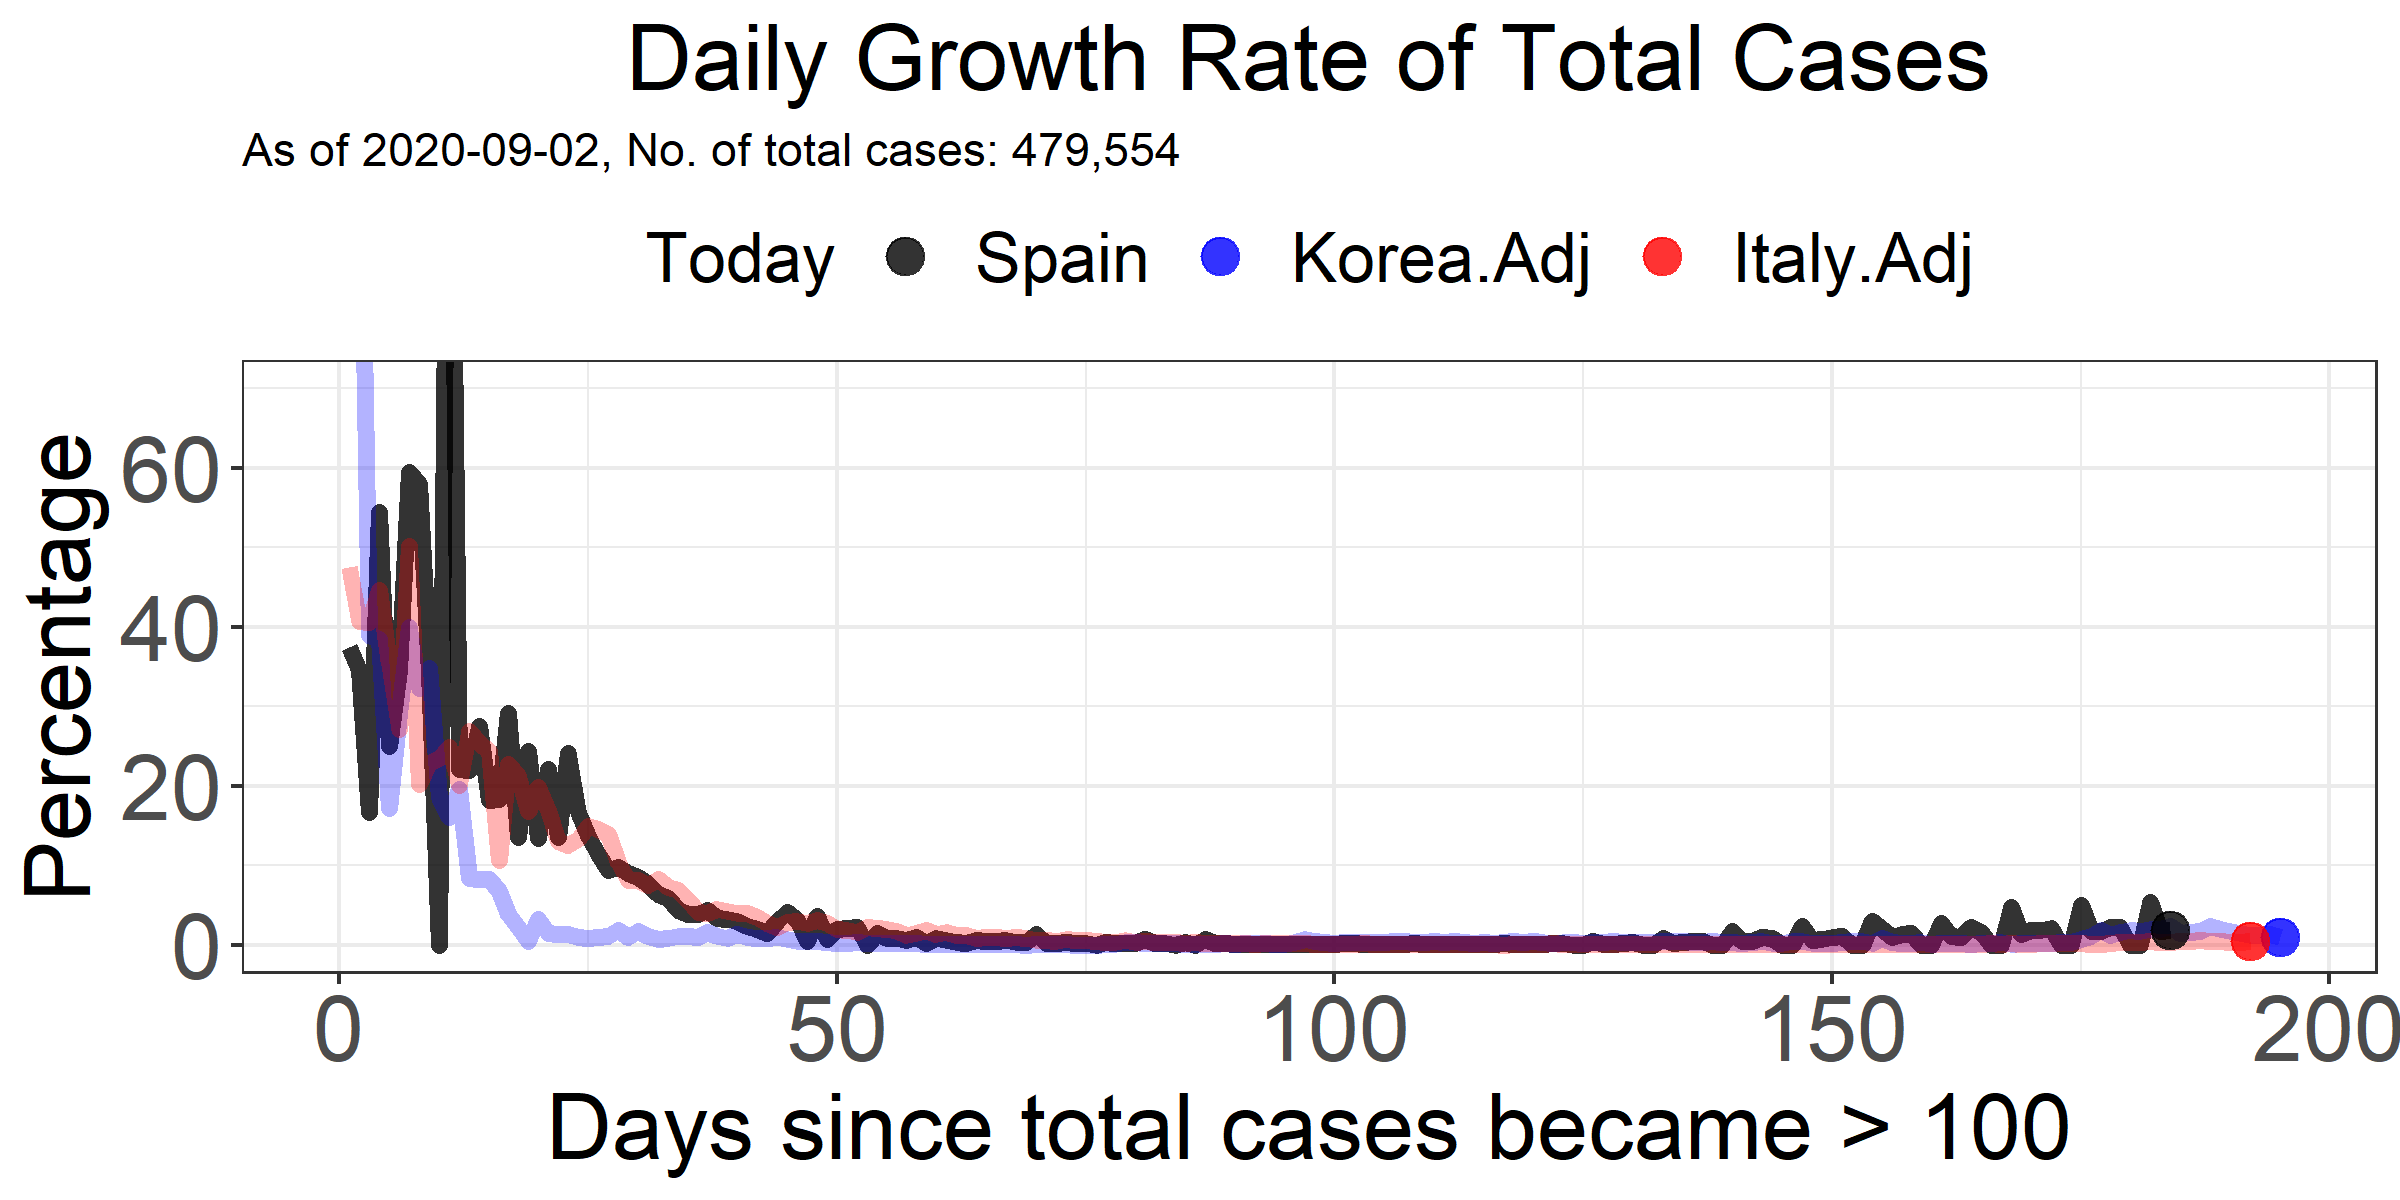 Daily Growth Rate of Total Cases
As of 2020-09-02, No. of total cases: 479,554
Today Spain Korea.Adj Italy.Adj
Percentage
60
40
20
0
0 50 100 150 200
Days since total cases became > 100